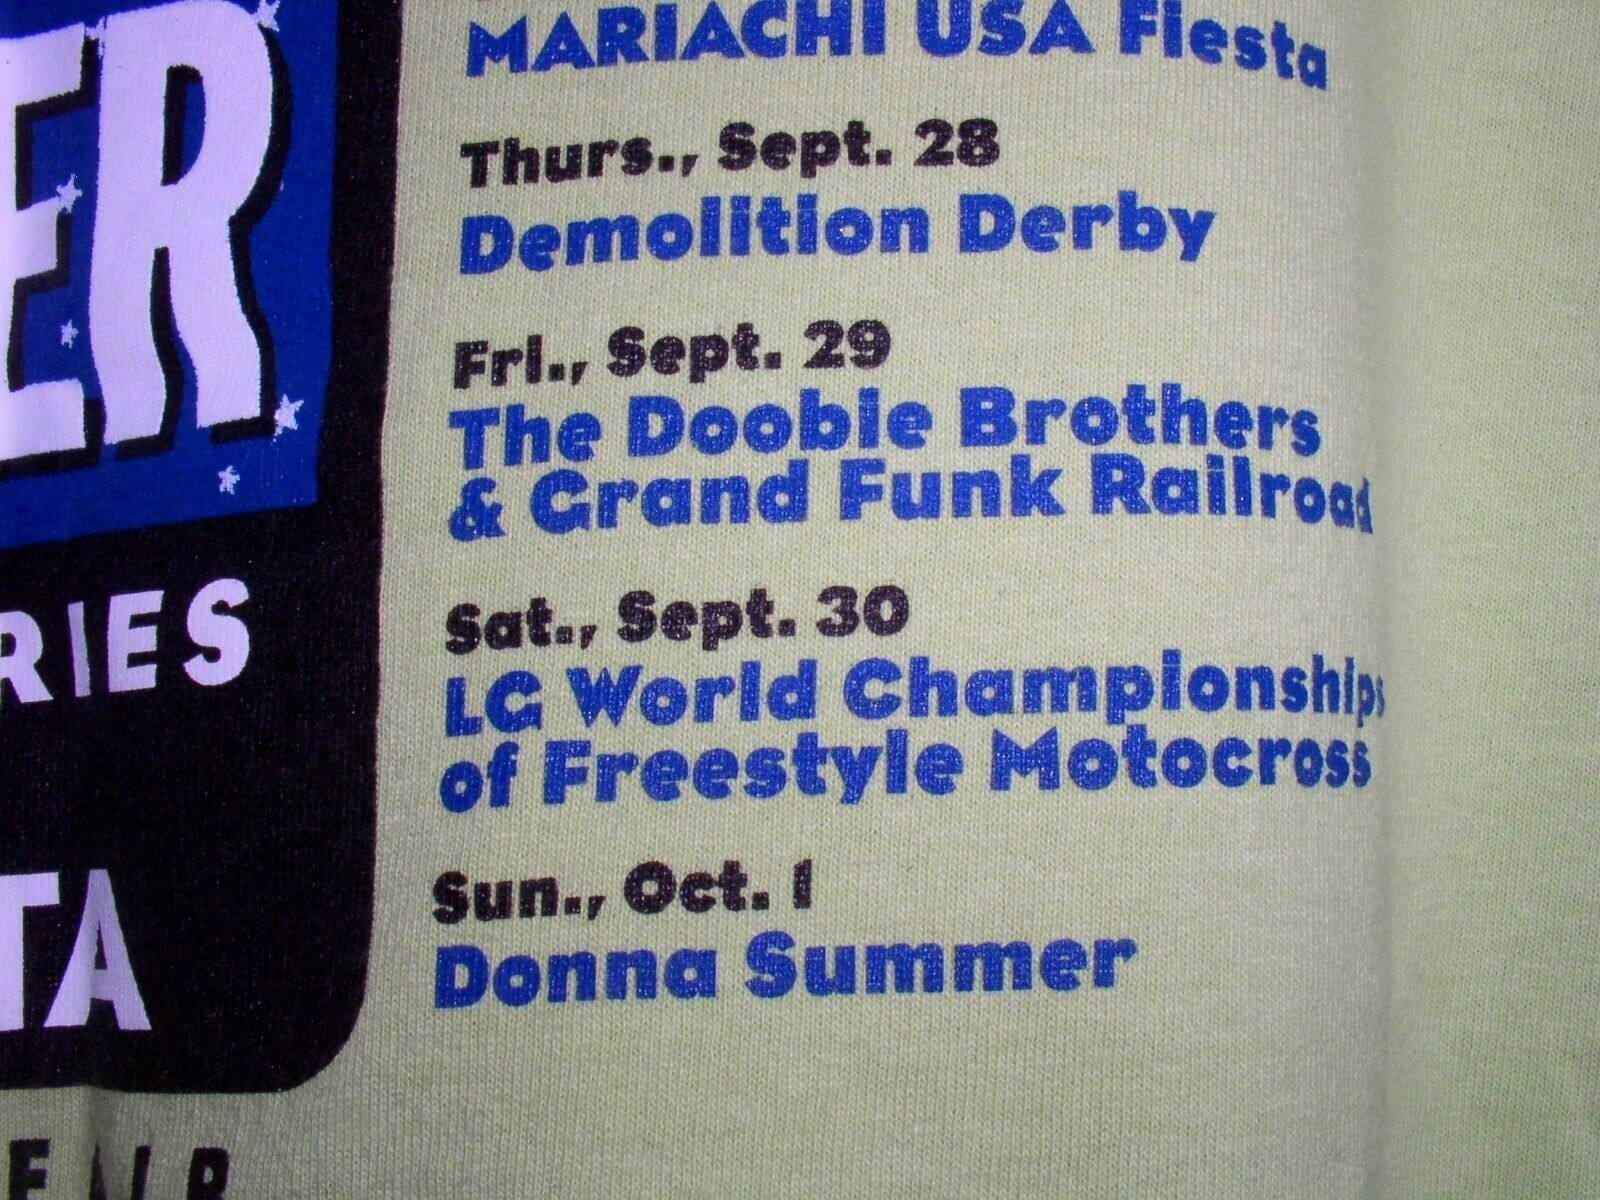 MARIACHI USA Fiesta
Thurs., Sept. 28
Demolition Derby
Fri., Sept. 29
The Doobie Brothers
& Grand Funk Railroad
Sat., Sept. 30
LG World Championships
of Freestyle Motocross
Sun., Oct. 1
Donna Summer
ER
RIES
TA
FAIR